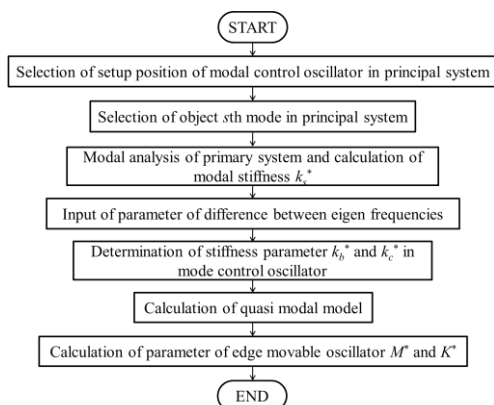 START
Selection of setup position of modal control oscillator in principal system
Selection of object sth mode in principal system
Modal analysis of primary system and calculation of
modal stiffness kₛ*
Input of parameter of difference between eigen frequencies
Determination of stiffness parameter k_b* and k_c* in
mode control oscillator
Calculation of quasi modal model
Calculation of parameter of edge movable oscillator M* and K*
END